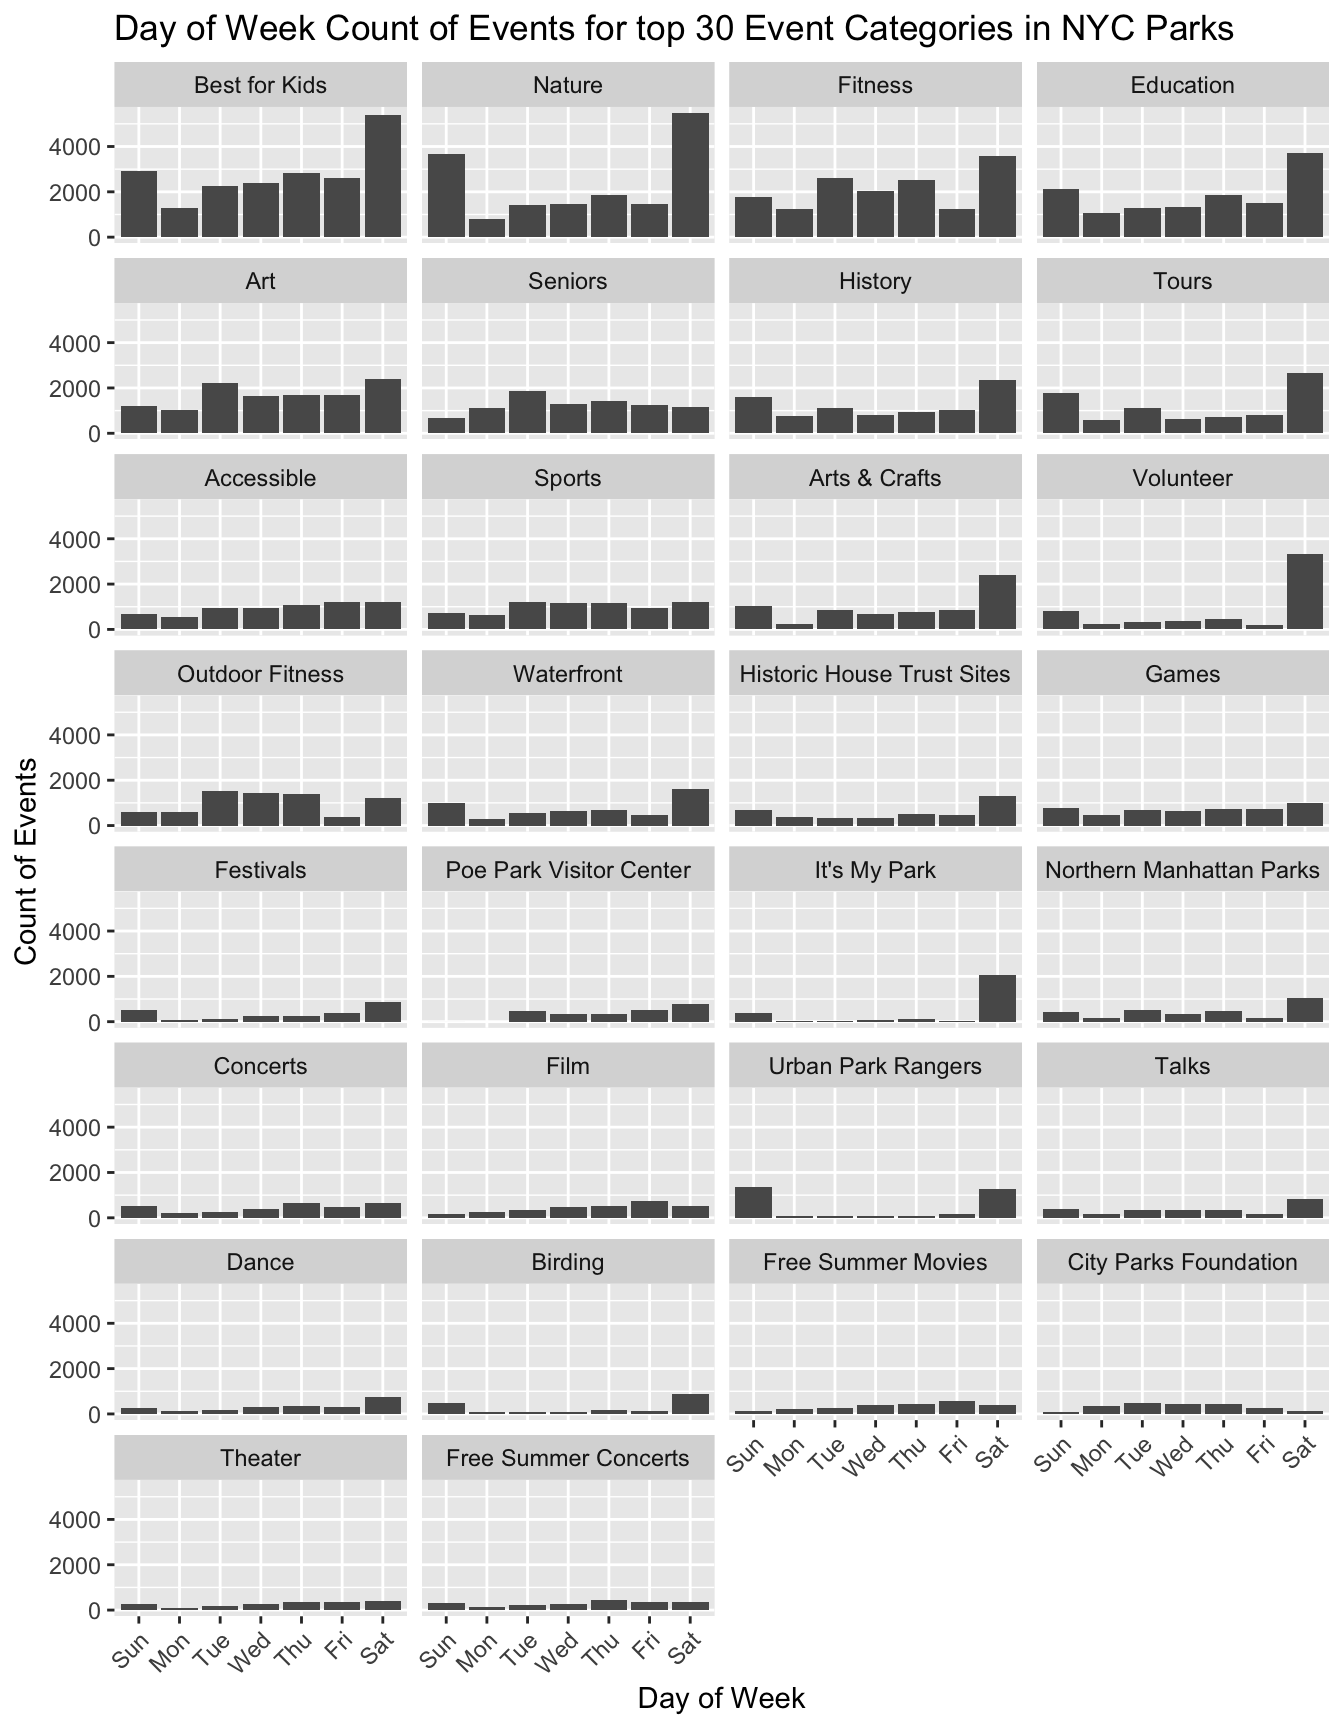 Day of Week Count of Events for top 30 Event Categories in NYC Parks
Best for Kids Nature Fitness Education
4000
2000
0
Art Seniors History Tours
4000
2000
0
Accessible Sports Arts & Crafts Volunteer
4000
2000
0
Outdoor Fitness Waterfront Historic House Trust Sites Games
4000
2000
0
Count of Events
Festivals Poe Park Visitor Center It's My Park Northern Manhattan Parks
4000
2000
0
Concerts Film Urban Park Rangers Talks
4000
2000
0
Dance Birding Free Summer Movies City Parks Foundation
4000
2000
0
Sun Mon Tue Wed Thu Fri Sat Sun Mon Tue Wed Thu Fri Sat
Theater Free Summer Concerts
4000
2000
0
Sun Mon Tue Wed Thu Fri Sat Sun Mon Tue Wed Thu Fri Sat
Day of Week